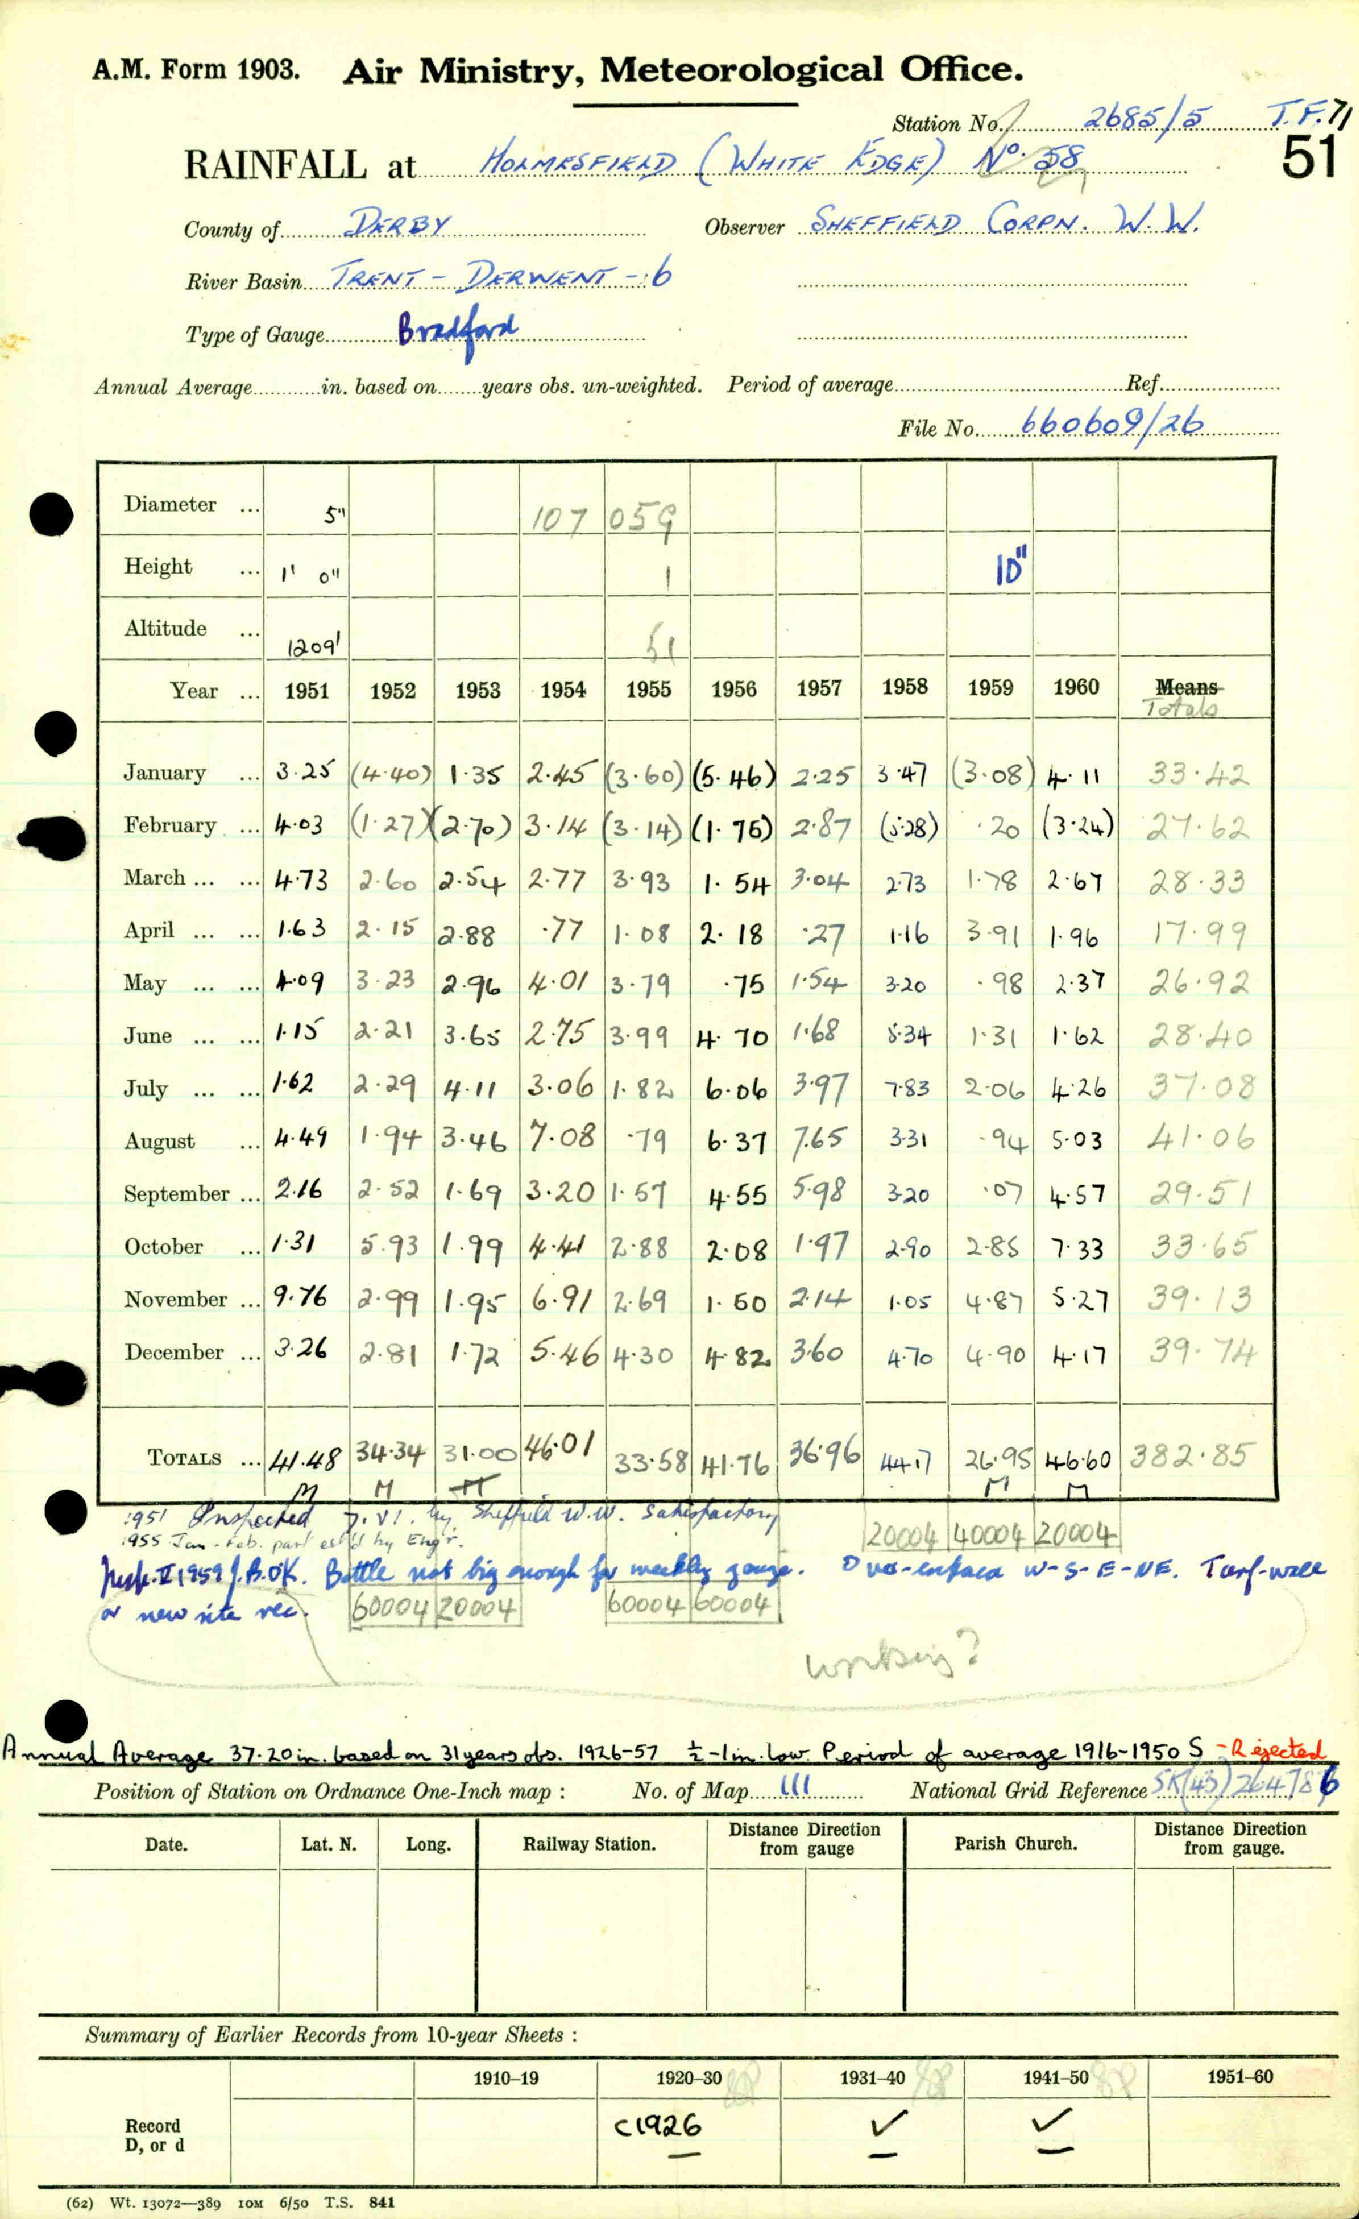 A.M. Form 1903. Air Ministry, Meteorological Office.
Station No. 2685/5 T.F.71
RAINFALL at HOLMESFIELD (WHITE EDGE) No. 58 51
County of DERBY Observer SHEFFIELD CORPN. W.W.
River Basin TRENT - DERWENT - 6
Type of Gauge Bradford
Annual Average in. based on years obs. un-weighted. Period of average Ref.
File No. 660609/26
Diameter ... 5" 107 059
Height ... 1' 0" 1 10"
Altitude ... 1209' 51
Year ... 1951 1952 1953 1954 1955 1956 1957 1958 1959 1960 Means
Totals
January ... 3.25 (4.40) 1.35 2.45 (3.60) (5.46) 2.25 3.47 (3.08) 4.11 33.42
February ... 4.03 (1.27) (2.70) 3.14 (3.14) (1.75) 2.87 (5.28) .20 (3.24) 27.62
March ... ... 4.73 2.60 2.54 2.77 3.93 1.54 3.04 2.73 1.78 2.67 28.33
April ... ... 1.63 2.15 2.88 .77 1.08 2.18 .27 1.16 3.91 1.96 17.99
May ... ... 4.09 3.23 2.96 4.01 3.79 .75 1.54 3.20 .98 2.37 26.92
June ... ... 1.15 2.21 3.65 2.75 3.99 4.70 1.68 5.34 1.31 1.62 28.40
July ... ... 1.62 2.29 4.11 3.06 1.82 6.06 3.97 7.83 2.06 4.26 37.08
August ... 4.49 1.94 3.46 7.08 .79 6.37 7.65 3.31 .94 5.03 41.06
September ... 2.16 2.52 1.69 3.20 1.57 4.55 5.98 3.20 .07 4.57 29.51
October ... 1.31 5.93 1.99 4.41 2.88 2.08 1.97 2.90 2.85 7.33 33.65
November ... 9.76 2.99 1.95 6.91 2.69 1.50 2.14 1.05 4.87 5.27 39.13
December ... 3.26 2.81 1.72 5.46 4.30 4.82 3.60 4.70 4.90 4.17 39.74
TOTALS ... 41.48 34.34 31.00 46.01 33.58 41.76 36.96 44.17 26.95 46.60 382.85
M M M M M
1951 Inspected 7.VI. by Sheffield W.W. Satisfactory
20004 40004 20004
1955 Jan-Feb. part est'd by Engr.
Insp. II 1959 J.B. OK. Bottle not big enough for weekly gauge. Over-exposed W-S-E-NE. Turf-wall
or new site rec. 60004 20004 60004 60004
working?
Annual Average 37.20 in. based on 31 years obs. 1926-57 ½-1 in. low. Period of average 1916-1950 S - Rejected
Position of Station on Ordnance One-Inch map : No. of Map 111 National Grid Reference SK(43) 264786
Date. Lat. N. Long. Railway Station. Distance Direction from gauge Parish Church. Distance Direction from gauge.
Summary of Earlier Records from 10-year Sheets :
1910–19 1920–30 1931–40 1941–50 1951–60
Record
D, or d
c1926 ✓ ✓
(62) Wt. 13072—389 10M 6/50 T.S. 841